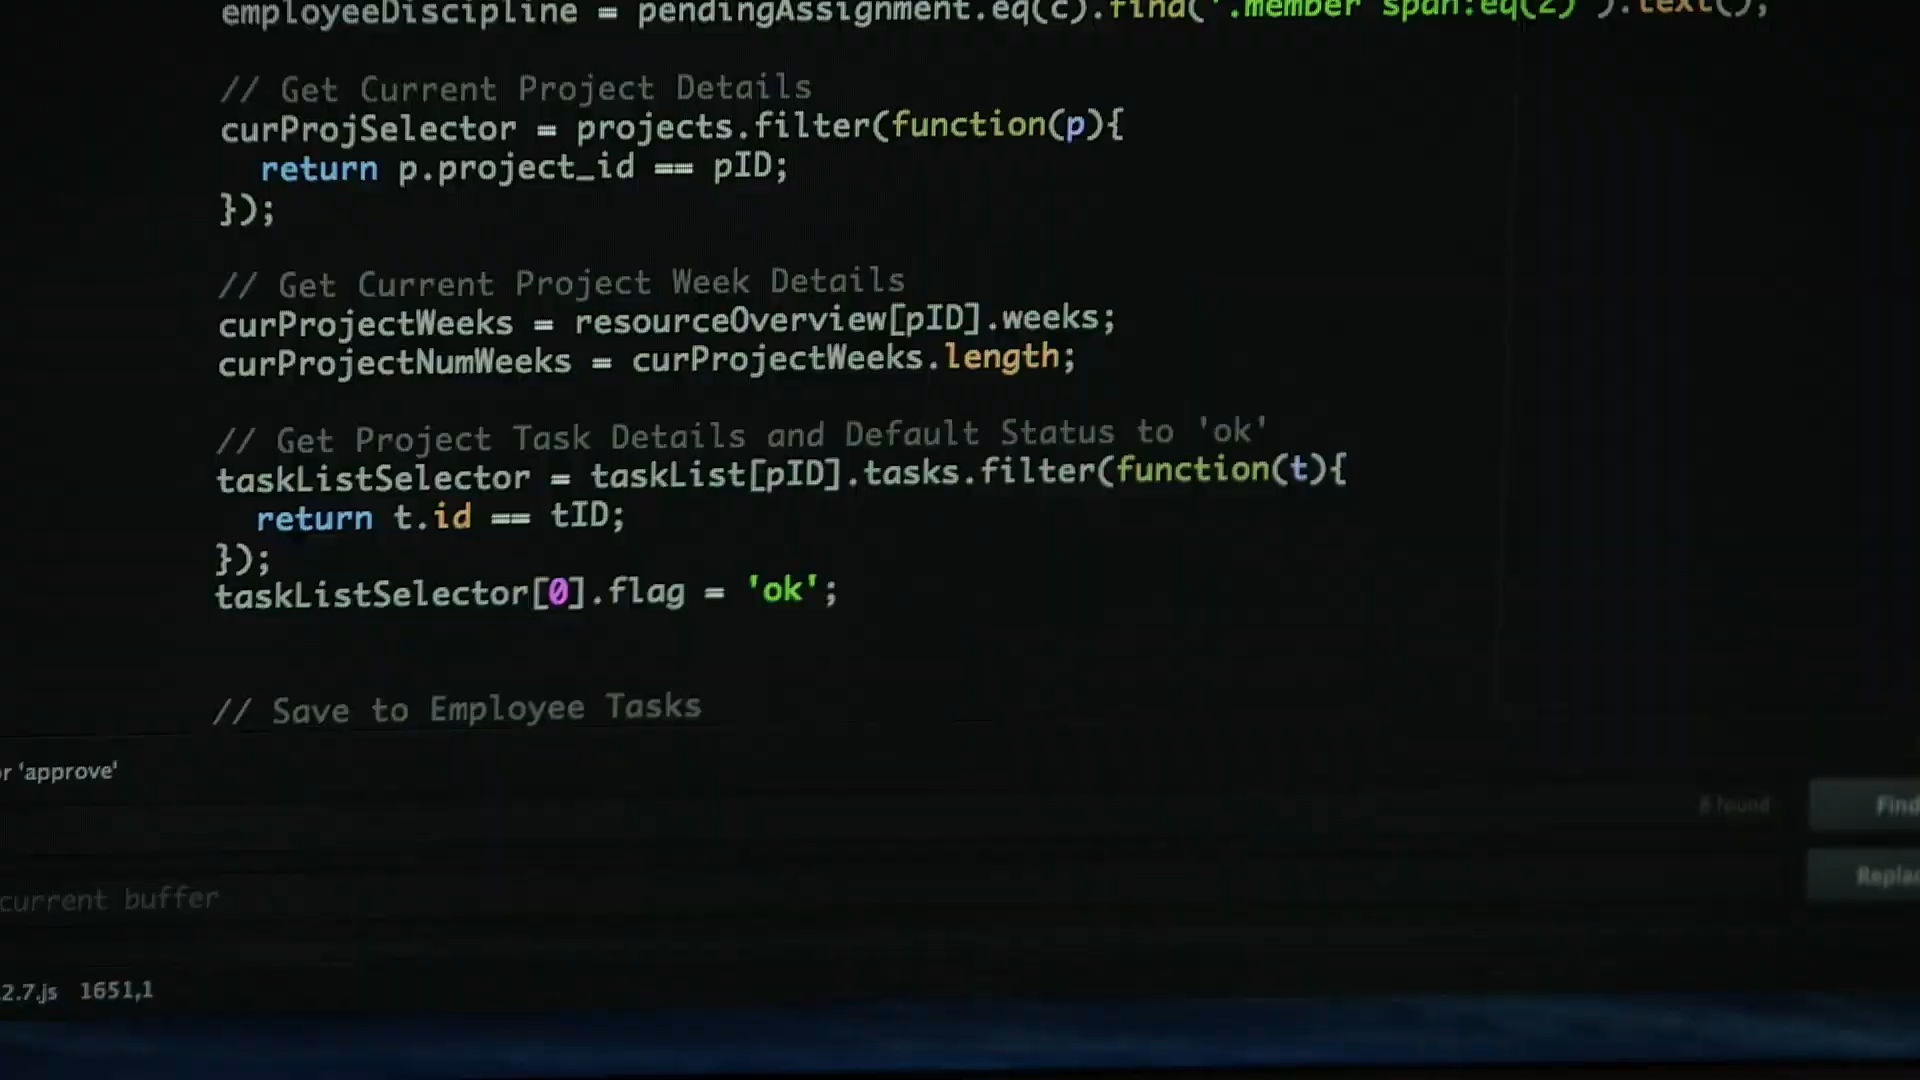 employeeDiscipline = pendingAssignment.eq(c).find('.member span:eq(2)').text();
// Get Current Project Details
curProjSelector = projects.filter(function(p){
return p.project_id == pID;
});
// Get Current Project Week Details
curProjectWeeks = resourceOverview[pID].weeks;
curProjectNumWeeks = curProjectWeeks.length;
// Get Project Task Details and Default Status to 'ok'
taskListSelector = taskList[pID].tasks.filter(function(t){
return t.id == tID;
});
taskListSelector[0].flag = 'ok';
// Save to Employee Tasks
r 'approve'
8 found
Find
current buffer
Replac
2.7.js 1651,1